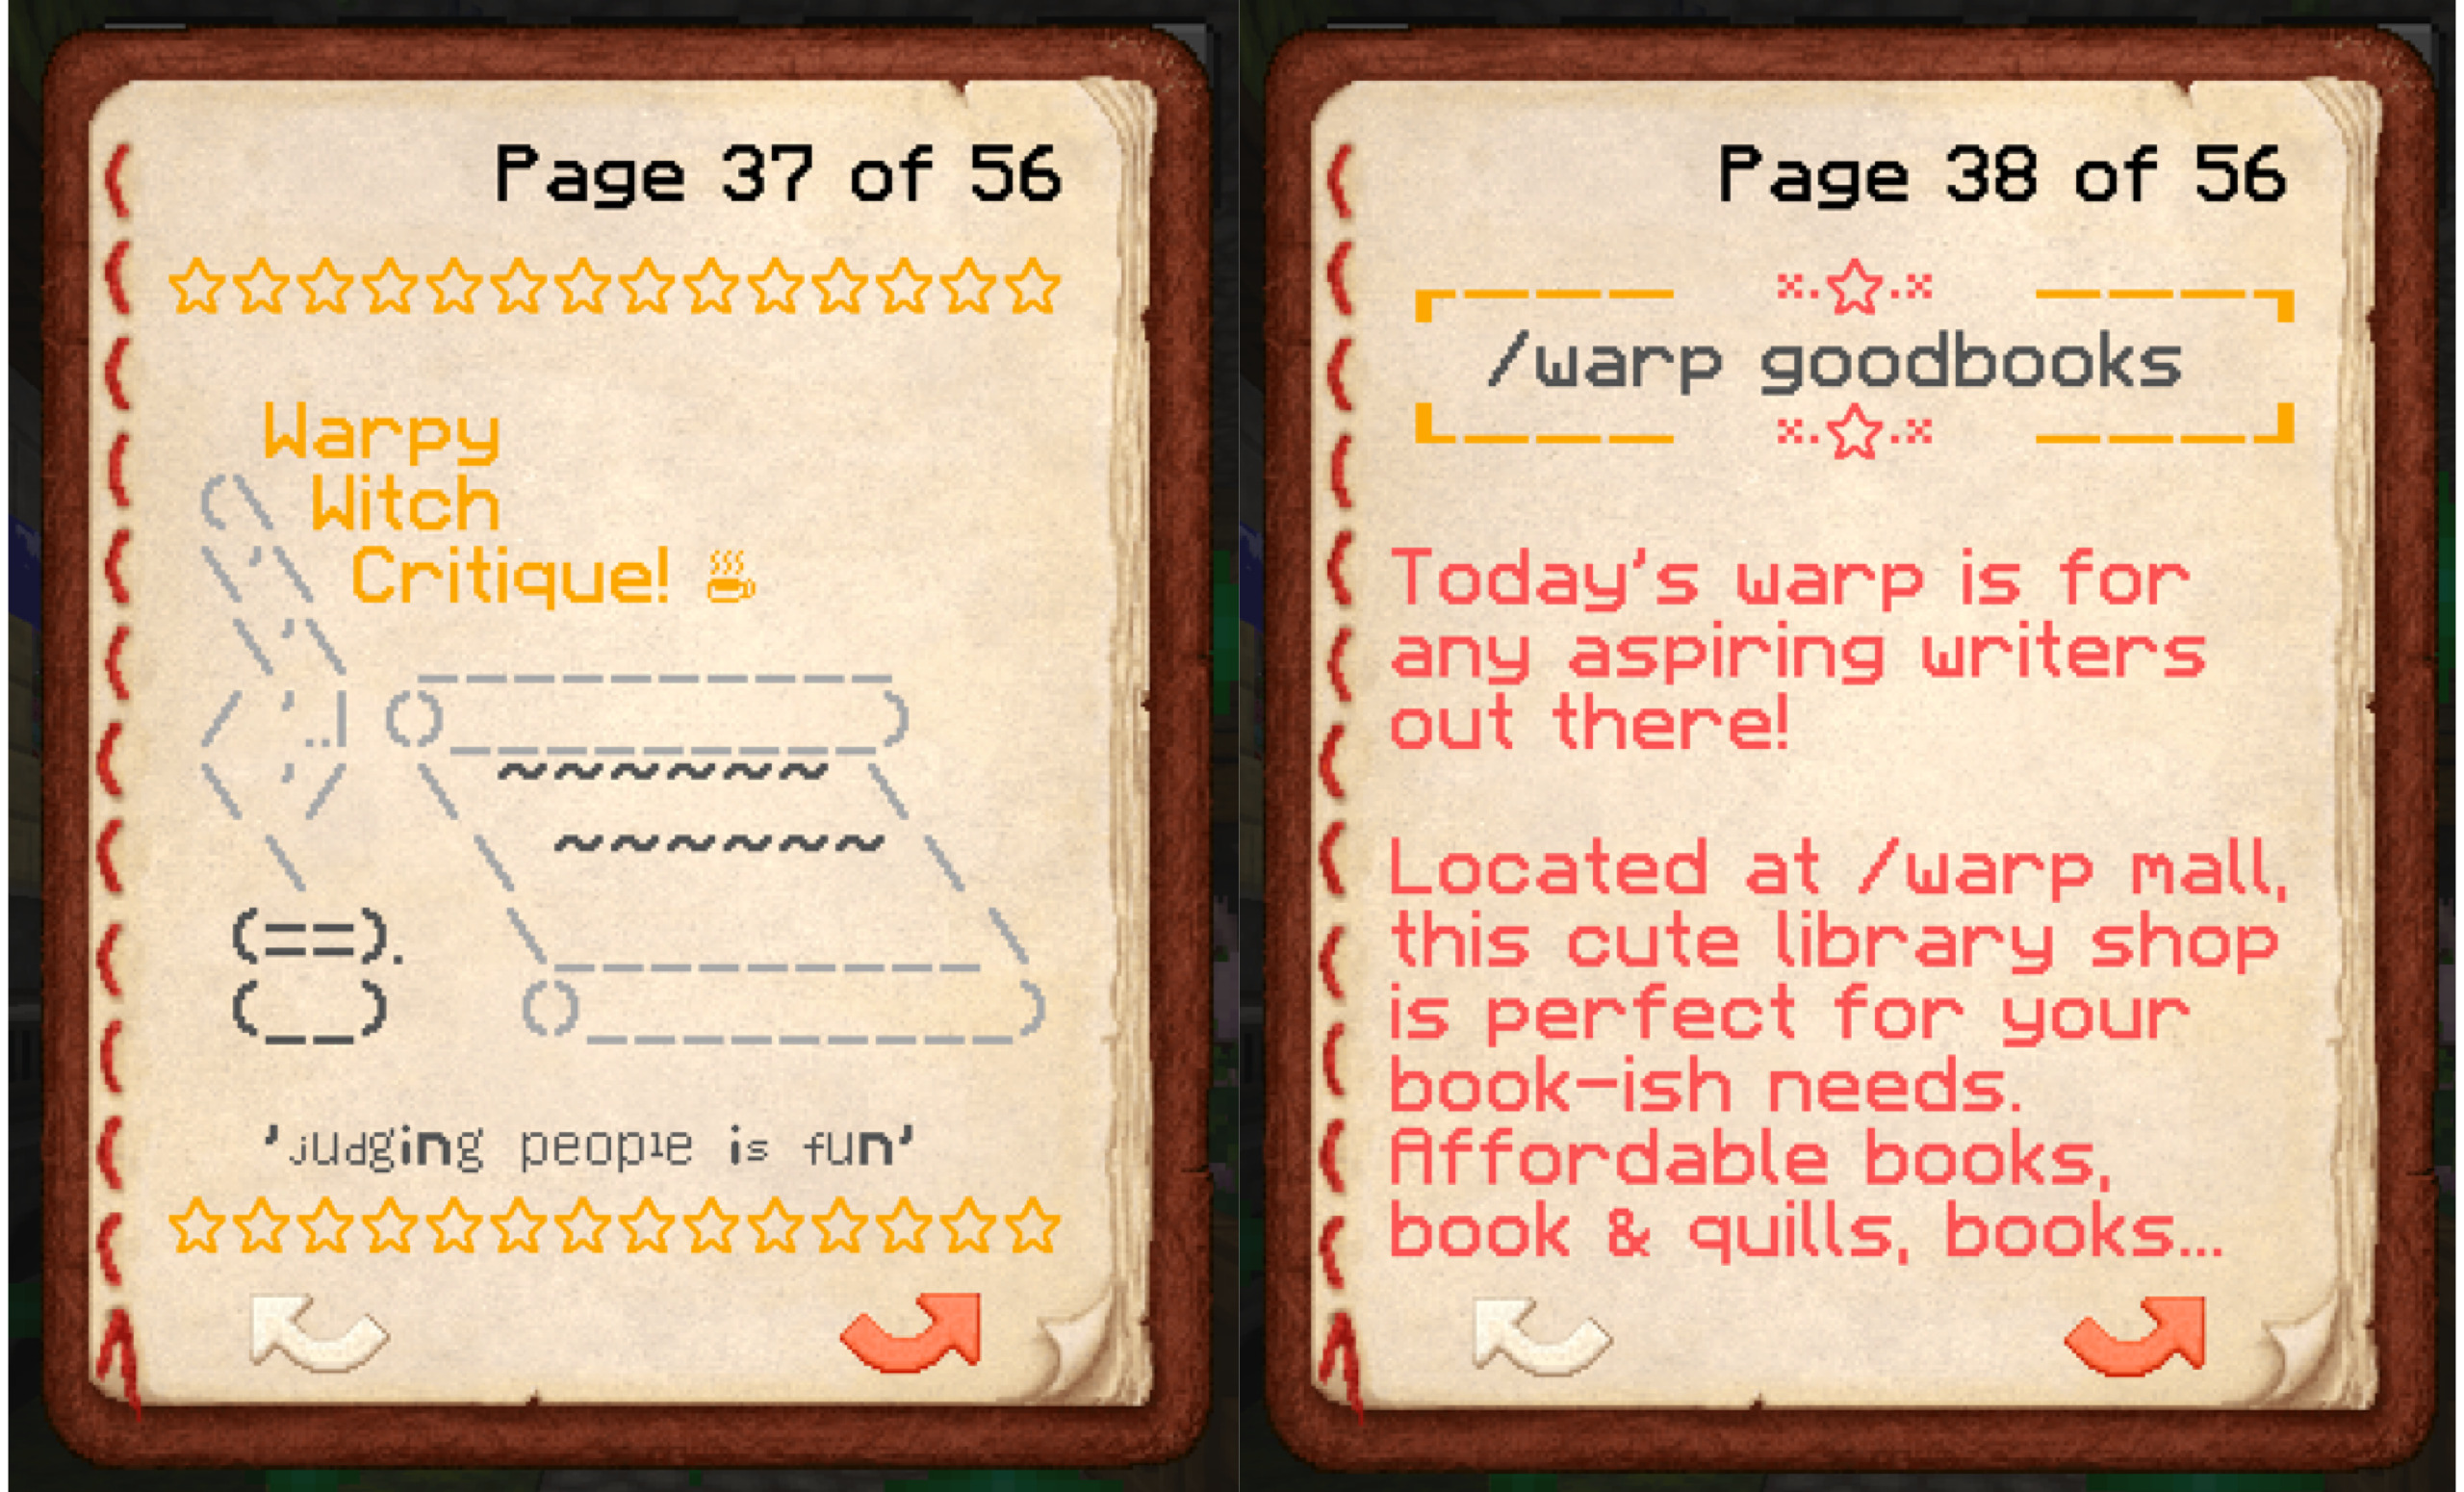 Page 37 of 56
☆☆☆☆☆☆☆☆☆☆☆☆☆☆
Warpy
Witch
Critique! ☕
~~~~~~
~~~~~~
(==).
(__)
'judging people is fun'
☆☆☆☆☆☆☆☆☆☆☆☆☆☆
Page 38 of 56
/warp goodbooks
Today's warp is for
any aspiring writers
out there!
Located at /warp mall,
this cute library shop
is perfect for your
book-ish needs.
Affordable books,
book & quills, books...